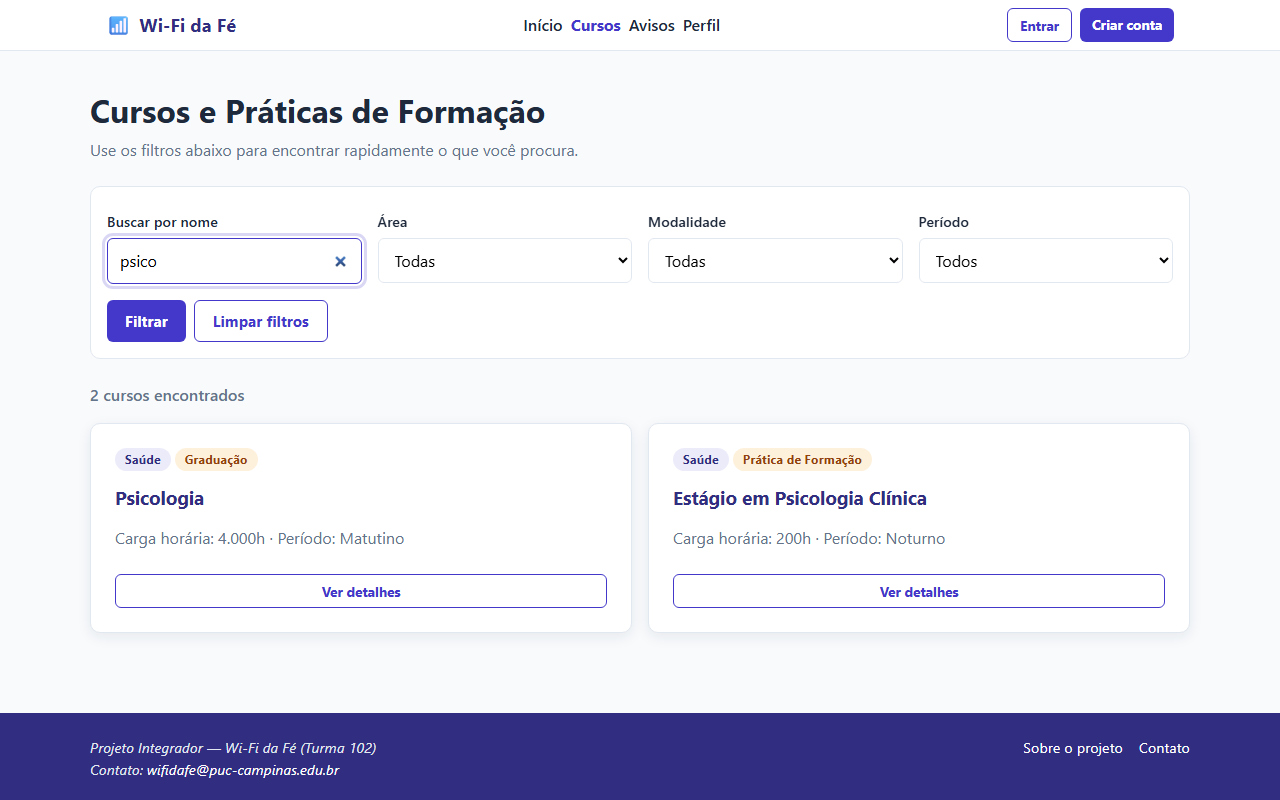 Wi-Fi da Fé
Início Cursos Avisos Perfil
Entrar
Criar conta
Cursos e Práticas de Formação
Use os filtros abaixo para encontrar rapidamente o que você procura.
Buscar por nome
psico
Área
Todas
Modalidade
Todas
Período
Todos
Filtrar
Limpar filtros
2 cursos encontrados
Saúde
Graduação
Psicologia
Carga horária: 4.000h · Período: Matutino
Ver detalhes
Saúde
Prática de Formação
Estágio em Psicologia Clínica
Carga horária: 200h · Período: Noturno
Ver detalhes
Projeto Integrador — Wi-Fi da Fé (Turma 102)
Contato: wifidafe@puc-campinas.edu.br
Sobre o projeto
Contato